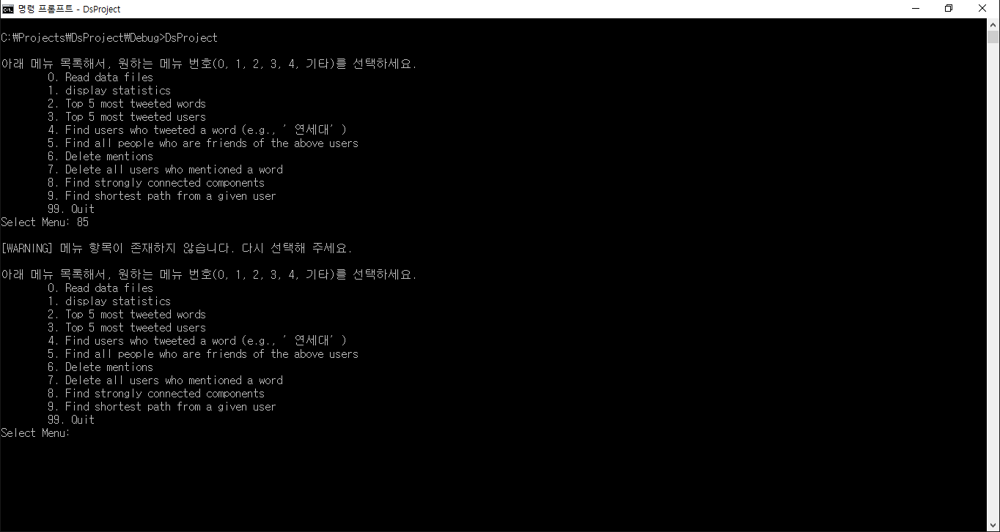 명령 프롬프트 - DsProject
C:\Projects\DsProject\Debug>DsProject
아래 메뉴 목록해서, 원하는 메뉴 번호(0, 1, 2, 3, 4, 기타)를 선택하세요.
0. Read data files
1. display statistics
2. Top 5 most tweeted words
3. Top 5 most tweeted users
4. Find users who tweeted a word (e.g., ’연세대’)
5. Find all people who are friends of the above users
6. Delete mentions
7. Delete all users who mentioned a word
8. Find strongly connected components
9. Find shortest path from a given user
99. Quit
Select Menu: 85
[WARNING] 메뉴 항목이 존재하지 않습니다. 다시 선택해 주세요.
아래 메뉴 목록해서, 원하는 메뉴 번호(0, 1, 2, 3, 4, 기타)를 선택하세요.
0. Read data files
1. display statistics
2. Top 5 most tweeted words
3. Top 5 most tweeted users
4. Find users who tweeted a word (e.g., ’연세대’)
5. Find all people who are friends of the above users
6. Delete mentions
7. Delete all users who mentioned a word
8. Find strongly connected components
9. Find shortest path from a given user
99. Quit
Select Menu: